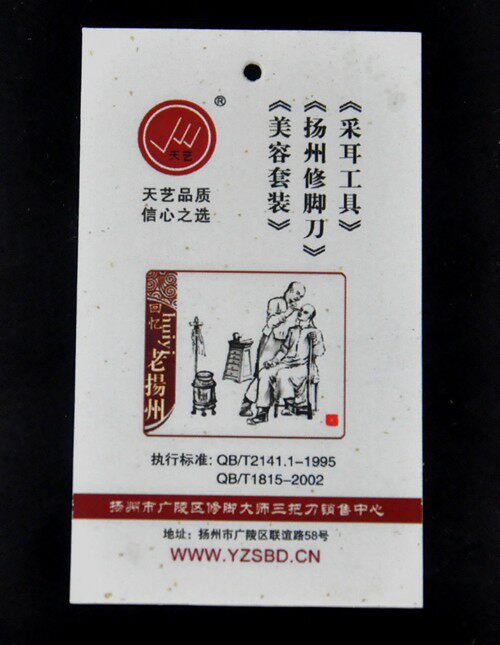 ®
天艺
天艺品质
信心之选
《采耳工具》
《扬州修脚刀》
《美容套装》
回忆
huiyi
老揚州
执行标准: QB/T2141.1-1995
QB/T1815-2002
扬州市广陵区修脚大师三把刀销售中心
地址: 扬州市广陵区联谊路58号
WWW.YZSBD.CN